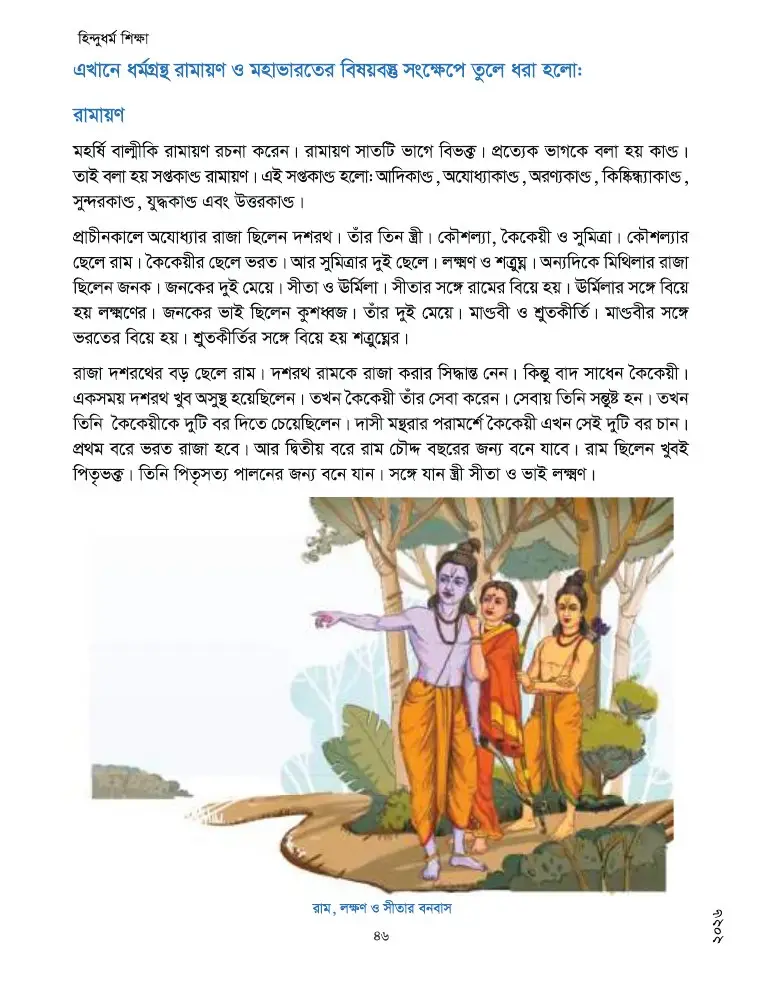 হিন্দুধর্ম শিক্ষা
এখানে ধর্মগ্রন্থ রামায়ণ ও মহাভারতের বিষয়বস্তু সংক্ষেপে তুলে ধরা হলো:
রামায়ণ
মহর্ষি বাল্মীকি রামায়ণ রচনা করেন। রামায়ণ সাতটি ভাগে বিভক্ত। প্রত্যেক ভাগকে বলা হয় কাণ্ড।
তাই বলা হয় সপ্তকাণ্ড রামায়ণ। এই সপ্তকাণ্ড হলো: আদিকাণ্ড, অযোধ্যাকাণ্ড, অরণ্যকাণ্ড, কিষ্কিন্ধ্যাকাণ্ড,
সুন্দরকাণ্ড, যুদ্ধকাণ্ড এবং উত্তরকাণ্ড।
প্রাচীনকালে অযোধ্যার রাজা ছিলেন দশরথ। তাঁর তিন স্ত্রী। কৌশল্যা, কৈকেয়ী ও সুমিত্রা। কৌশল্যার
ছেলে রাম। কৈকেয়ীর ছেলে ভরত। আর সুমিত্রার দুই ছেলে। লক্ষ্মণ ও শত্রুঘ্ন। অন্যদিকে মিথিলার রাজা
ছিলেন জনক। জনকের দুই মেয়ে। সীতা ও ঊর্মিলা। সীতার সঙ্গে রামের বিয়ে হয়। ঊর্মিলার সঙ্গে বিয়ে
হয় লক্ষ্মণের। জনকের ভাই ছিলেন কুশধ্বজ। তাঁর দুই মেয়ে। মাণ্ডবী ও শ্রুতকীর্তি। মাণ্ডবীর সঙ্গে
ভরতের বিয়ে হয়। শ্রুতকীর্তির সঙ্গে বিয়ে হয় শত্রুঘ্নের।
রাজা দশরথের বড় ছেলে রাম। দশরথ রামকে রাজা করার সিদ্ধান্ত নেন। কিন্তু বাদ সাধেন কৈকেয়ী।
একসময় দশরথ খুব অসুস্থ হয়েছিলেন। তখন কৈকেয়ী তাঁর সেবা করেন। সেবায় তিনি সন্তুষ্ট হন। তখন
তিনি কৈকেয়ীকে দুটি বর দিতে চেয়েছিলেন। দাসী মন্থরার পরামর্শে কৈকেয়ী এখন সেই দুটি বর চান।
প্রথম বরে ভরত রাজা হবে। আর দ্বিতীয় বরে রাম চৌদ্দ বছরের জন্য বনে যাবে। রাম ছিলেন খুবই
পিতৃভক্ত। তিনি পিতৃসত্য পালনের জন্য বনে যান। সঙ্গে যান স্ত্রী সীতা ও ভাই লক্ষ্মণ।
রাম, লক্ষণ ও সীতার বনবাস
৪৬
২০২৬